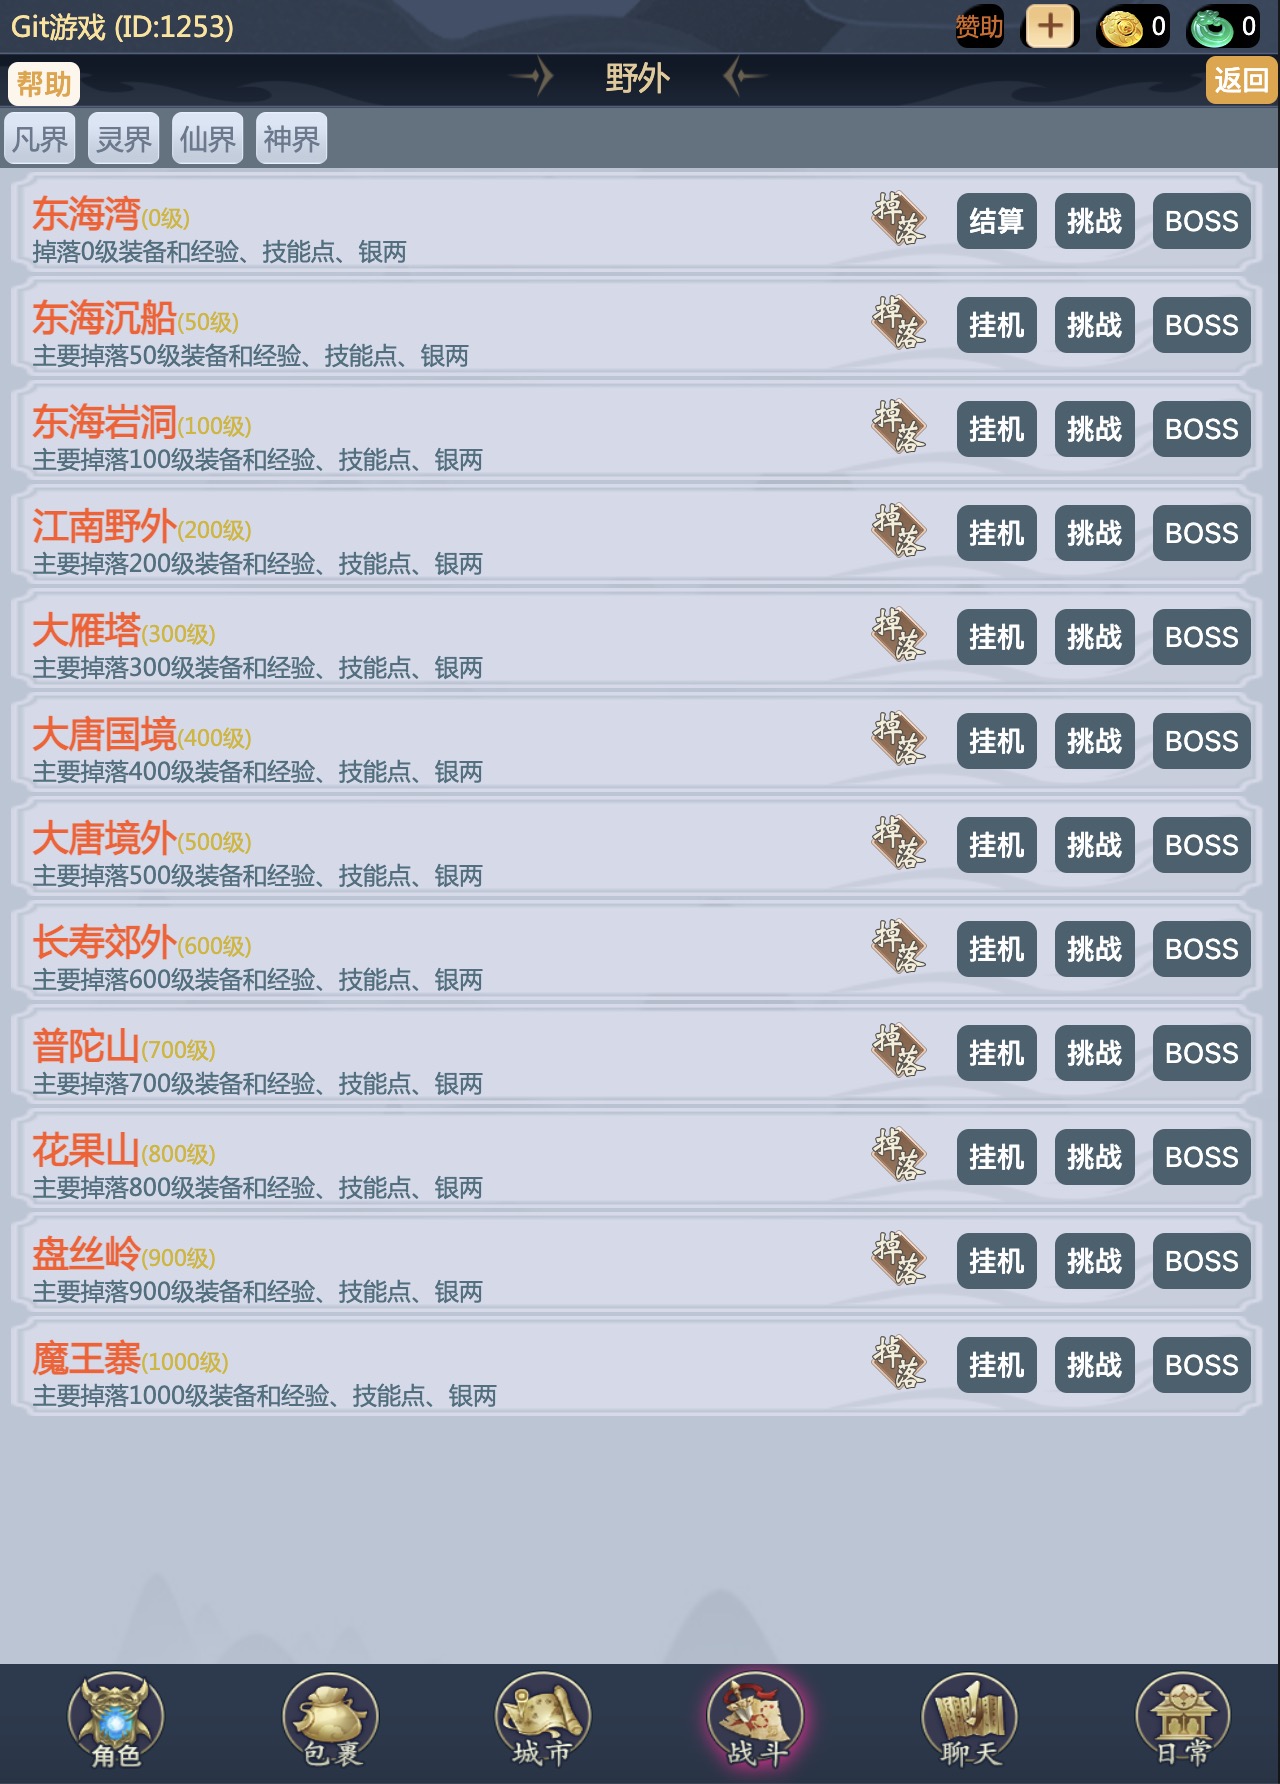 Git游戏 (ID:1253) 赞助 0 0
帮助 野外 返回
凡界 灵界 仙界 神界
东海湾(0级) 掉落 结算 挑战 BOSS
掉落0级装备和经验、技能点、银两
东海沉船(50级) 掉落 挂机 挑战 BOSS
主要掉落50级装备和经验、技能点、银两
东海岩洞(100级) 掉落 挂机 挑战 BOSS
主要掉落100级装备和经验、技能点、银两
江南野外(200级) 掉落 挂机 挑战 BOSS
主要掉落200级装备和经验、技能点、银两
大雁塔(300级) 掉落 挂机 挑战 BOSS
主要掉落300级装备和经验、技能点、银两
大唐国境(400级) 掉落 挂机 挑战 BOSS
主要掉落400级装备和经验、技能点、银两
大唐境外(500级) 掉落 挂机 挑战 BOSS
主要掉落500级装备和经验、技能点、银两
长寿郊外(600级) 掉落 挂机 挑战 BOSS
主要掉落600级装备和经验、技能点、银两
普陀山(700级) 掉落 挂机 挑战 BOSS
主要掉落700级装备和经验、技能点、银两
花果山(800级) 掉落 挂机 挑战 BOSS
主要掉落800级装备和经验、技能点、银两
盘丝岭(900级) 掉落 挂机 挑战 BOSS
主要掉落900级装备和经验、技能点、银两
魔王寨(1000级) 掉落 挂机 挑战 BOSS
主要掉落1000级装备和经验、技能点、银两
角色 包裹 城市 战斗 聊天 日常